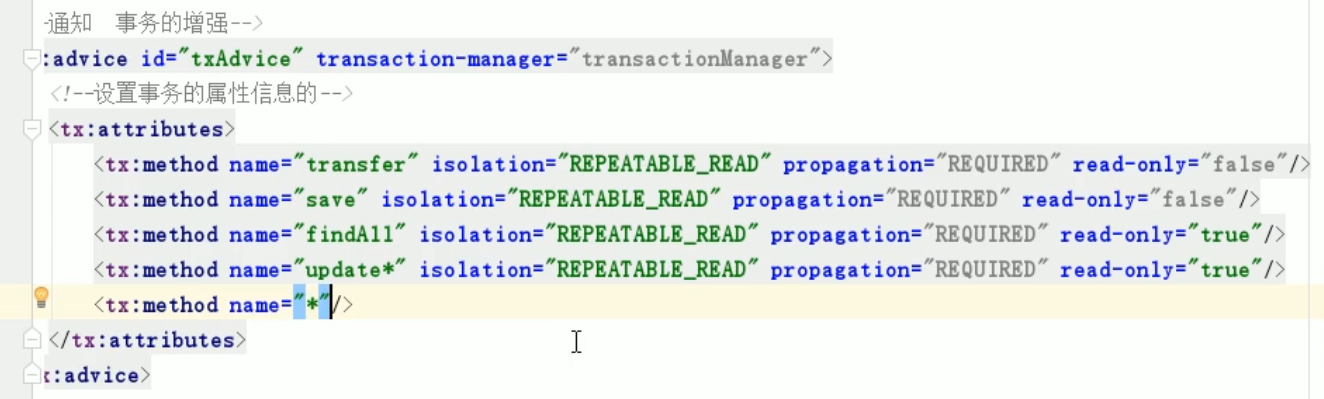 -通知 事务的增强-->
:advice id="txAdvice" transaction-manager="transactionManager">
<!--设置事务的属性信息的-->
<tx:attributes>
<tx:method name="transfer" isolation="REPEATABLE_READ" propagation="REQUIRED" read-only="false"/>
<tx:method name="save" isolation="REPEATABLE_READ" propagation="REQUIRED" read-only="false"/>
<tx:method name="findAll" isolation="REPEATABLE_READ" propagation="REQUIRED" read-only="true"/>
<tx:method name="update*" isolation="REPEATABLE_READ" propagation="REQUIRED" read-only="true"/>
<tx:method name="*"/>
</tx:attributes>
x:advice>